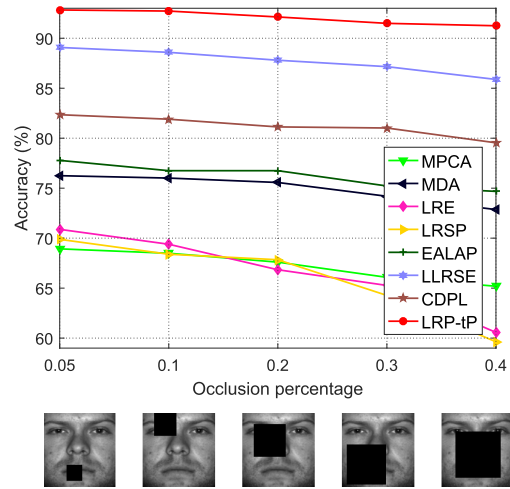 90
85
80
75
70
65
60
Accuracy (%)
MPCA
MDA
LRE
LRSP
EALAP
LLRSE
CDPL
LRP-tP
0.05 0.1 0.2 0.3 0.4
Occlusion percentage